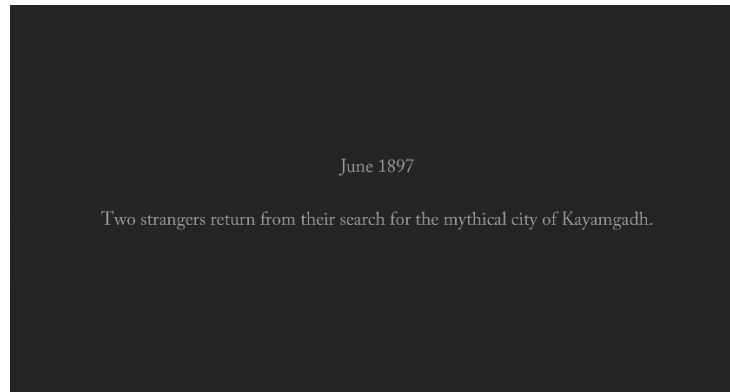 June 1897
Two strangers return from their search for the mythical city of Kayamgadh.